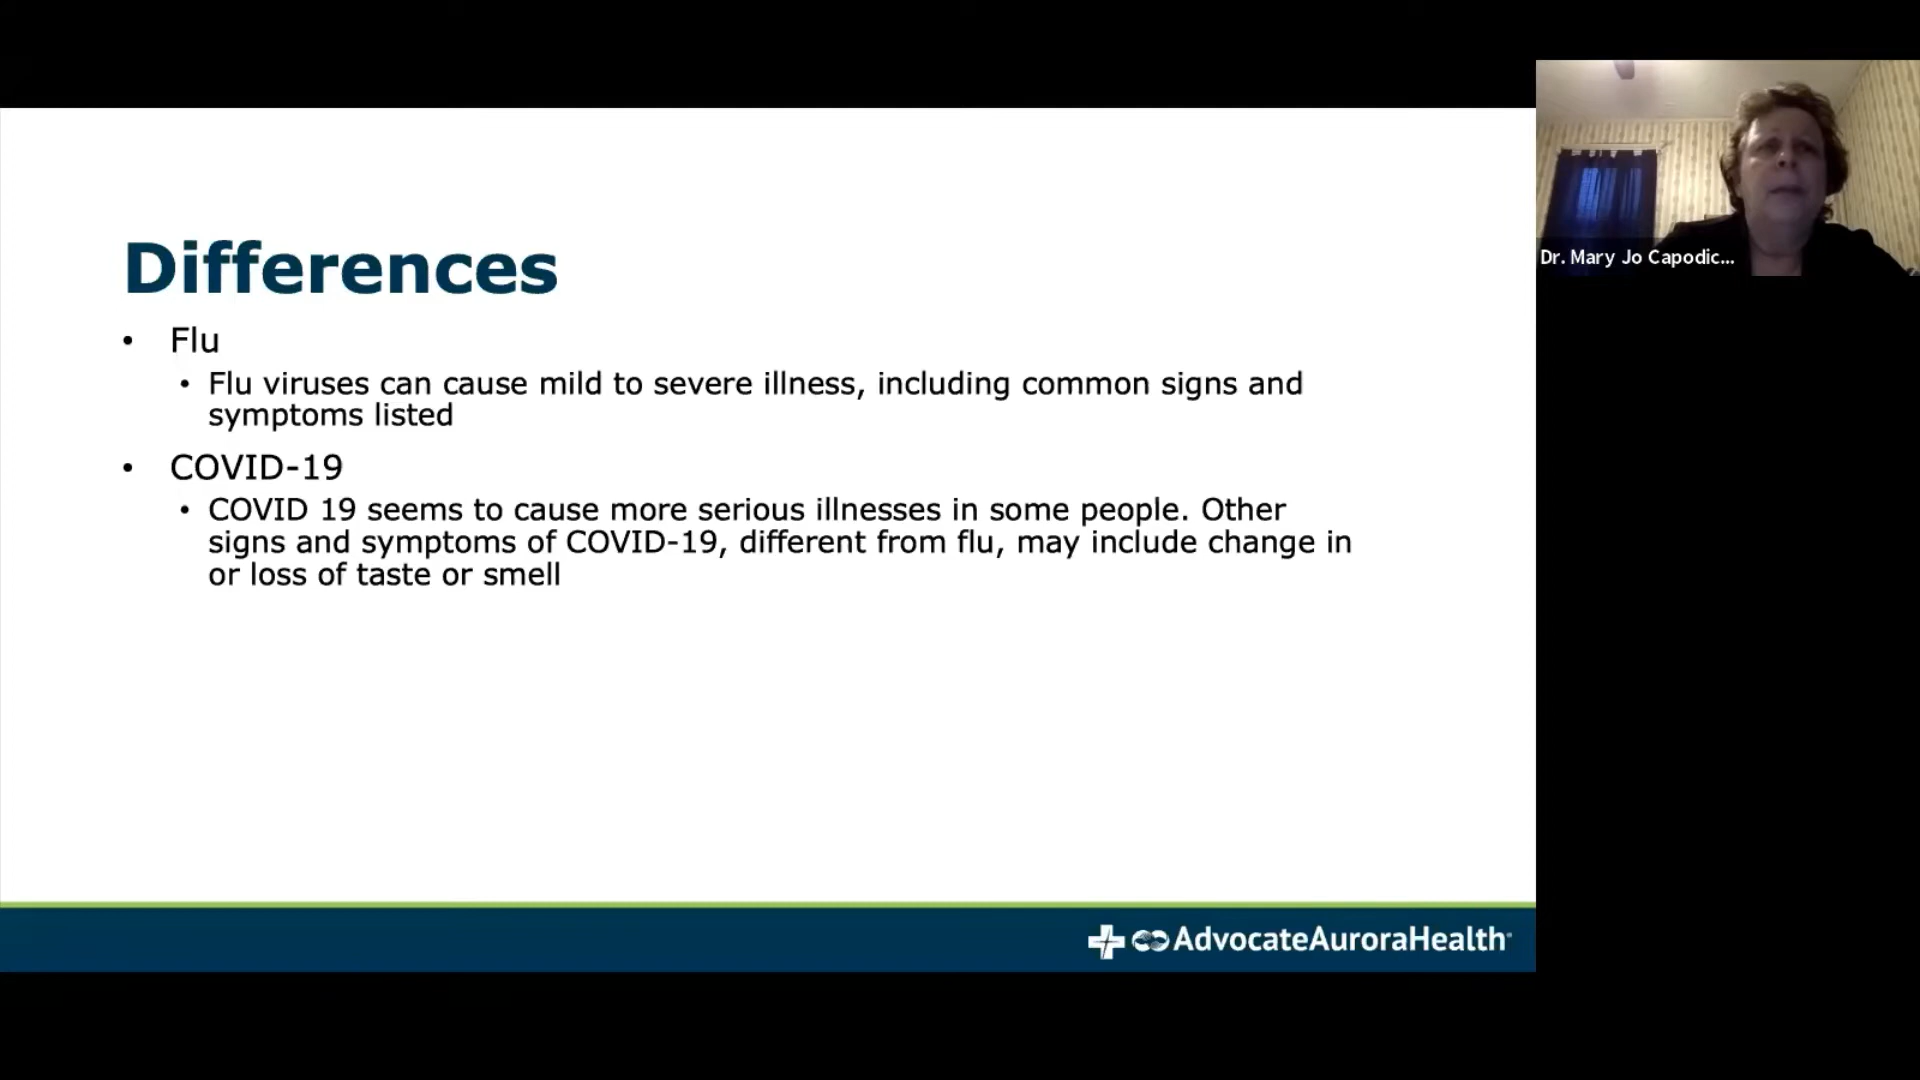 Differences
• Flu
• Flu viruses can cause mild to severe illness, including common signs and
symptoms listed
• COVID-19
• COVID 19 seems to cause more serious illnesses in some people. Other
signs and symptoms of COVID-19, different from flu, may include change in
or loss of taste or smell
AdvocateAuroraHealth
Dr. Mary Jo Capodic...